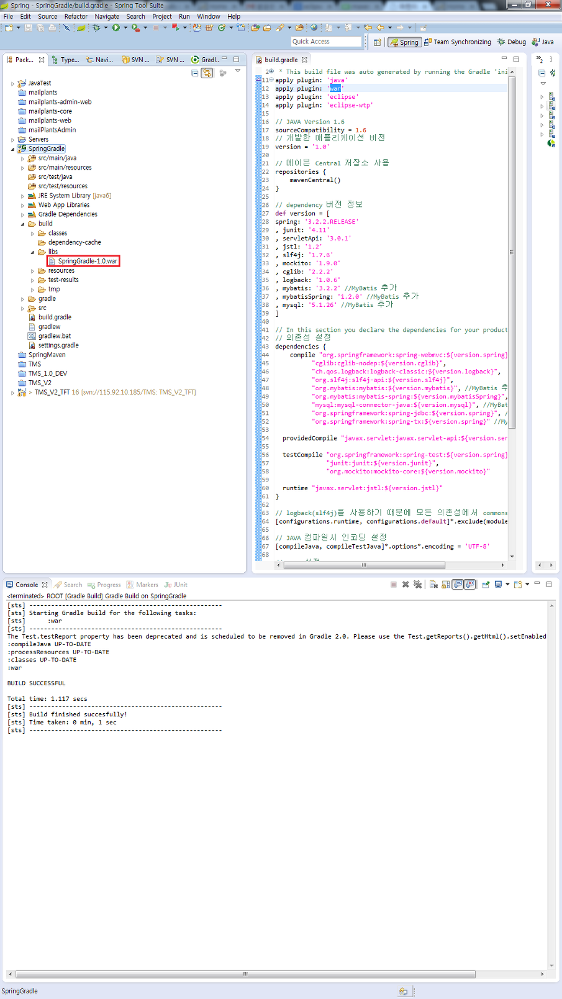 Spring - SpringGradle/build.gradle - Spring Tool Suite
File Edit Source Refactor Navigate Search Project Run Window Help
Quick Access
Spring Team Synchronizing Debug Java
Pack... Type... Navi... SVN ... SVN ... Gradl...
JavaTest
mailplants
mailplants-admin-web
mailplants-core
mailplants-web
mailPlantsAdmin
Servers
SpringGradle
src/main/java
src/main/resources
src/test/java
src/test/resources
JRE System Library [java6]
Web App Libraries
Gradle Dependencies
build
classes
dependency-cache
libs
SpringGradle-1.0.war
resources
test-results
tmp
gradle
src
build.gradle
gradlew
gradlew.bat
settings.gradle
SpringMaven
TMS
TMS_1.0_DEV
TMS_V2
> TMS_V2_TFT 16 [svn://115.92.10.185/TMS: TMS_V2_TFT]
build.gradle
2 * This build file was auto generated by running the Gradle 'ini
11 apply plugin: 'java'
12 apply plugin: 'war'
13 apply plugin: 'eclipse'
14 apply plugin: 'eclipse-wtp'
15
16 // JAVA Version 1.6
17 sourceCompatibility = 1.6
18 // 개발한 애플리케이션 버전
19 version = '1.0'
20
21 // 메이븐 Central 저장소 사용
22 repositories {
23 mavenCentral()
24 }
25
26 // dependency 버전 정보
27 def version = [
28 spring: '3.2.2.RELEASE'
29 , junit: '4.11'
30 , servletApi: '3.0.1'
31 , jstl: '1.2'
32 , slf4j: '1.7.6'
33 , mockito: '1.9.0'
34 , cglib: '2.2.2'
35 , logback: '1.0.6'
36 , mybatis: '3.2.2' //MyBatis 추가
37 , mybatisSpring: '1.2.0' //MyBatis 추가
38 , mysql: '5.1.26' //MyBatis 추가
39 ]
40
41 // In this section you declare the dependencies for your product
42 // 의존성 설정
43 dependencies {
44 compile "org.springframework:spring-webmvc:${version.spring}
45 "cglib:cglib-nodep:${version.cglib}",
46 "ch.qos.logback:logback-classic:${version.logback}",
47 "org.slf4j:slf4j-api:${version.slf4j}",
48 "org.mybatis:mybatis:${version.mybatis}", //MyBatis 추
49 "org.mybatis:mybatis-spring:${version.mybatisSpring}",
50 "mysql:mysql-connector-java:${version.mysql}", //MyBat
51 "org.springframework:spring-jdbc:${version.spring}", /
52 "org.springframework:spring-tx:${version.spring}" //My
53
54 providedCompile "javax.servlet:javax.servlet-api:${version.ser
55
56 testCompile "org.springframework:spring-test:${version.spring}
57 "junit:junit:${version.junit}",
58 "org.mockito:mockito-core:${version.mockito}"
59
60 runtime "javax.servlet:jstl:${version.jstl}"
61 }
62
63 // logback(slf4j)를 사용하기 때문에 모든 의존성에서 commons
64 [configurations.runtime, configurations.default]*.exclude(module
65
66 // JAVA 컴파일시 인코딩 설정
67 [compileJava, compileTestJava]*.options*.encoding = 'UTF-8'
68
Console Search Progress Markers JUnit
<terminated> ROOT [Gradle Build] Gradle Build on SpringGradle
[sts] -----------------------------------------------------
[sts] Starting Gradle build for the following tasks:
[sts] :war
[sts] -----------------------------------------------------
The Test.testReport property has been deprecated and is scheduled to be removed in Gradle 2.0. Please use the Test.getReports().getHtml().setEnabled
:compileJava UP-TO-DATE
:processResources UP-TO-DATE
:classes UP-TO-DATE
:war
BUILD SUCCESSFUL
Total time: 1.117 secs
[sts] -----------------------------------------------------
[sts] Build finished succesfully!
[sts] Time taken: 0 min, 1 sec
[sts] -----------------------------------------------------
SpringGradle